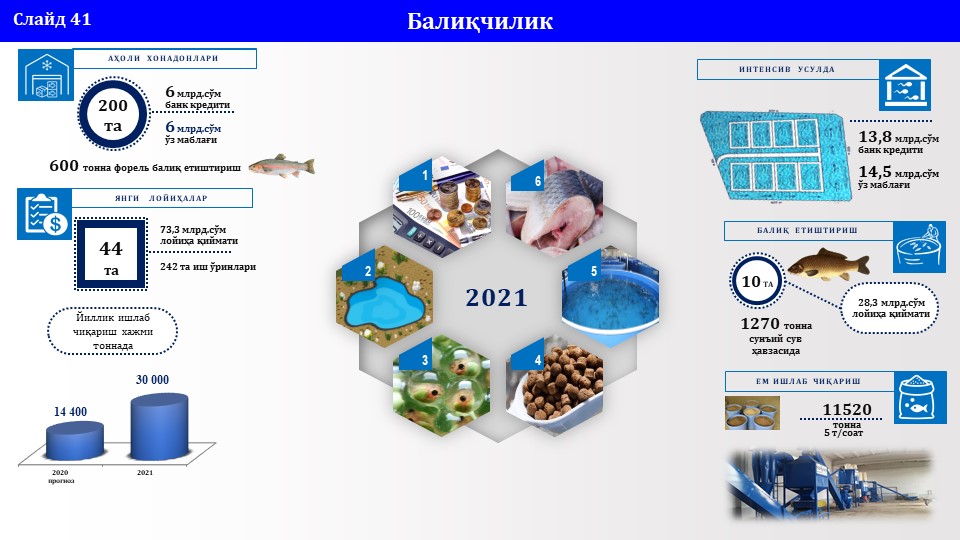 Слайд 41
Балиқчилик
АҲОЛИ ХОНАДОНЛАРИ
200
та
6 млрд.сўм
банк кредити
6 млрд.сўм
ўз маблағи
600 тонна форель балиқ етиштириш
ЯНГИ ЛОЙИҲАЛАР
44
та
73,3 млрд.сўм
лойиҳа қиймати
242 та иш ўринлари
Йиллик ишлаб
чиқариш хажми
тоннада
14 400
30 000
2020
прогноз
2021
1
6
2
2021
5
3
4
ИНТЕНСИВ УСУЛДА
13,8 млрд.сўм
банк кредити
14,5 млрд.сўм
ўз маблағи
БАЛИҚ ЕТИШТИРИШ
10 ТА
28,3 млрд.сўм
лойиҳа қиймати
1270 тонна
сунъий сув
ҳавзасида
ЕМ ИШЛАБ ЧИҚАРИШ
11520
тонна
5 т/соат